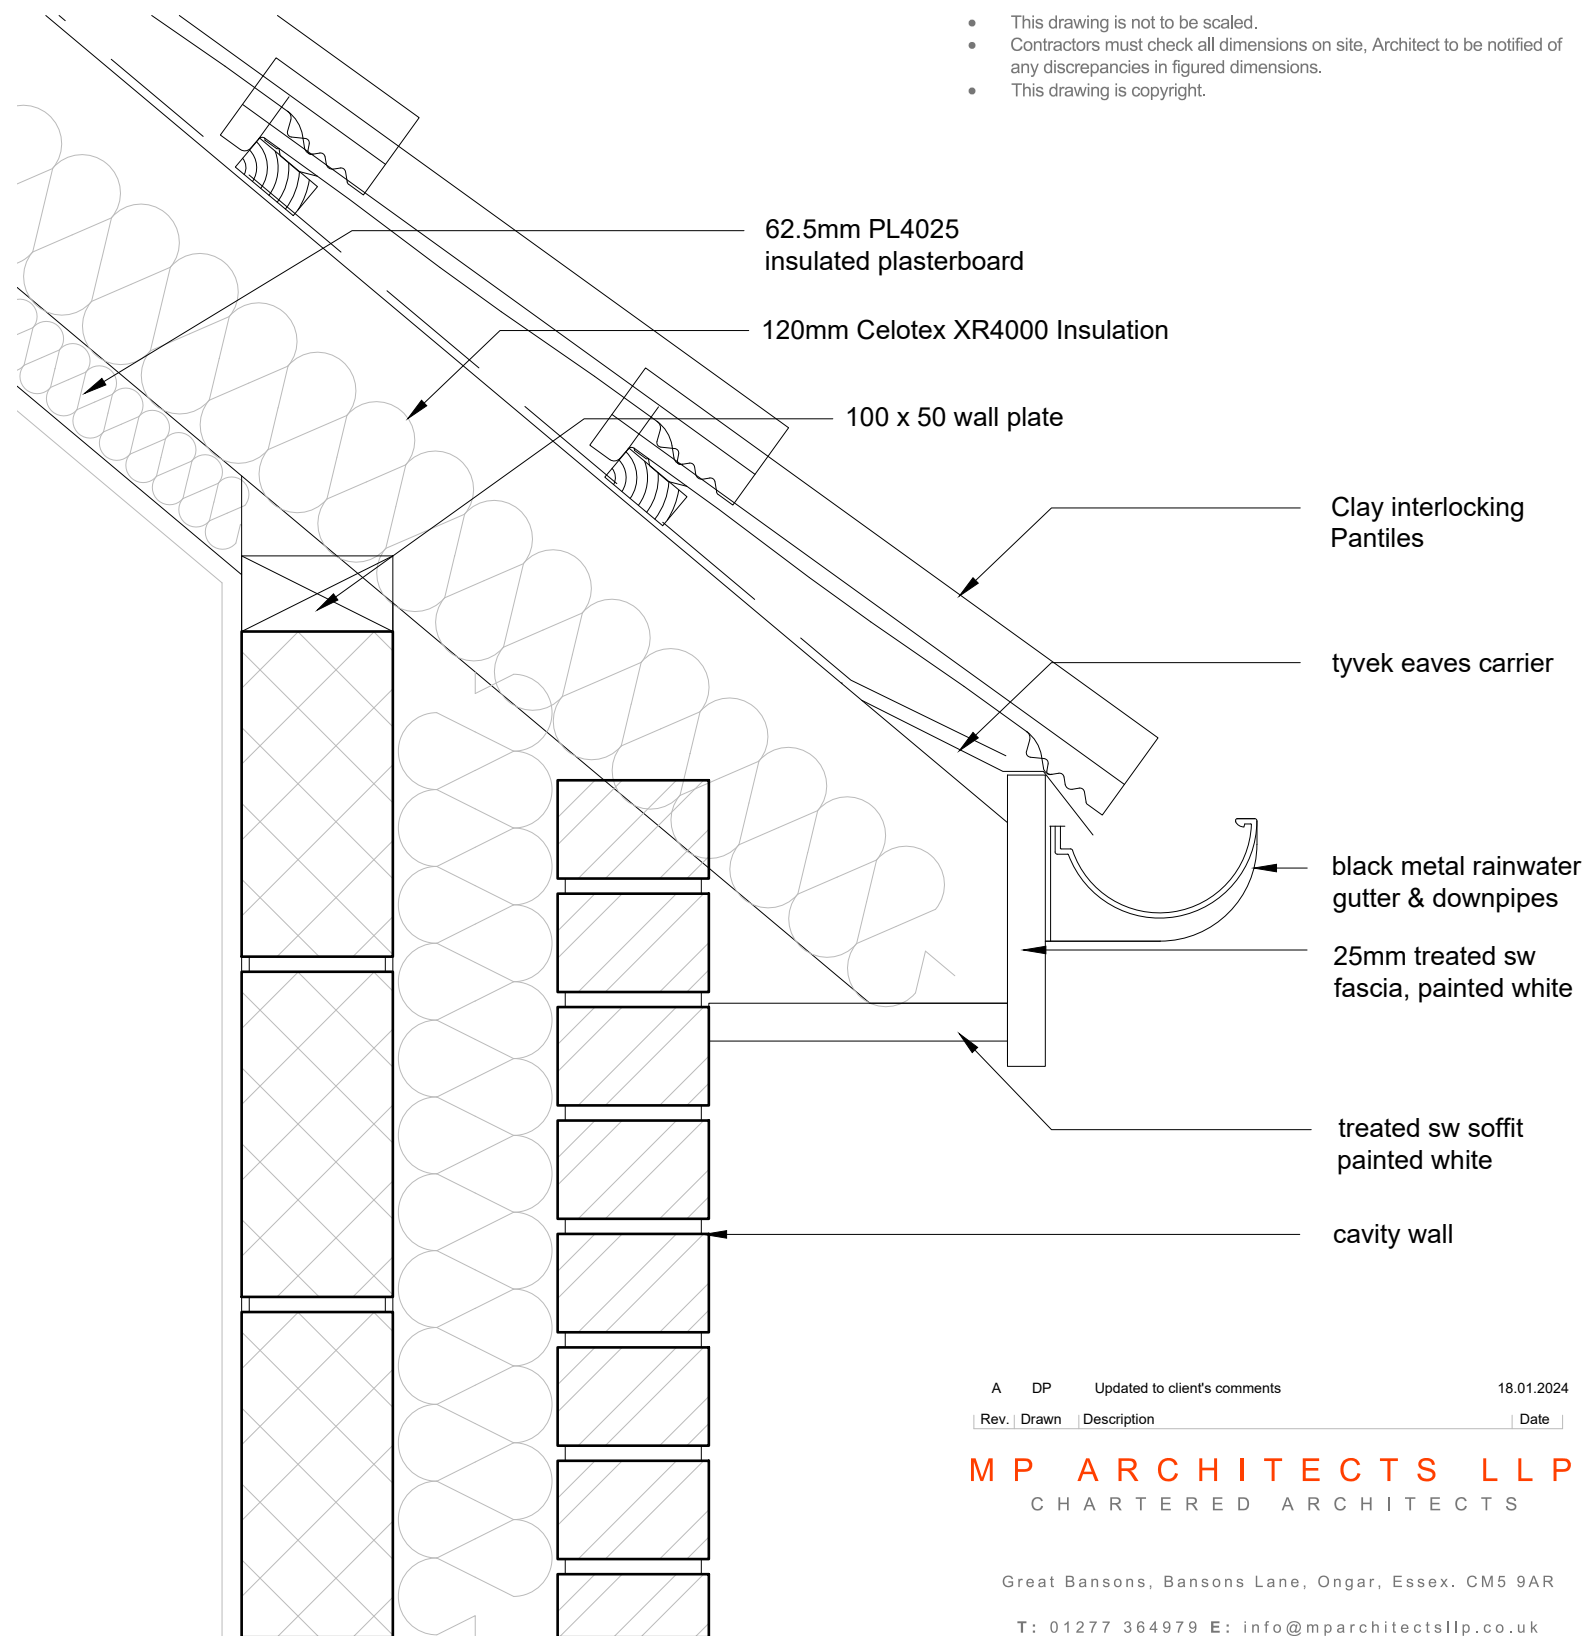 • This drawing is not to be scaled.
• Contractors must check all dimensions on site, Architect to be notified of
any discrepancies in figured dimensions.
• This drawing is copyright.
62.5mm PL4025
insulated plasterboard
120mm Celotex XR4000 Insulation
100 x 50 wall plate
Clay interlocking
Pantiles
tyvek eaves carrier
black metal rainwater
gutter & downpipes
25mm treated sw
fascia, painted white
treated sw soffit
painted white
cavity wall
A DP Updated to client's comments 18.01.2024
Rev. Drawn Description Date
MP ARCHITECTS LLP
CHARTERED ARCHITECTS
Great Bansons, Bansons Lane, Ongar, Essex. CM5 9AR
T: 01277 364979 E: info@mparchitectsllp.co.uk